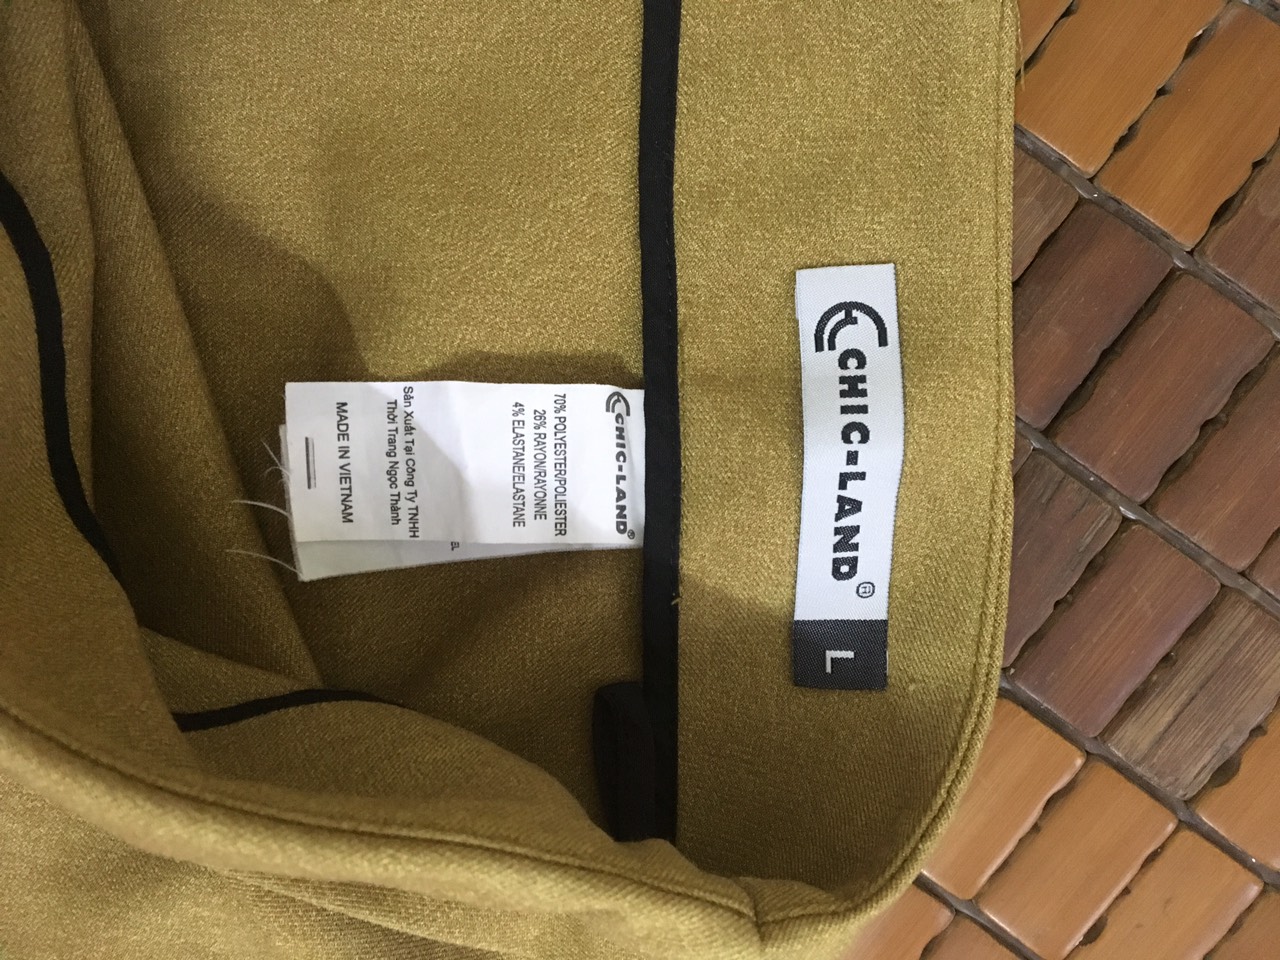 CHIC-LAND®
L
CHIC-LAND®
70% POLYESTER/POLIESTER
26% RAYON/RAYONNE
4% ELASTANE/ELASTANE
Sản Xuất Tại Công Ty TNHH
Thời Trang Ngọc Thành
MADE IN VIETNAM
EL